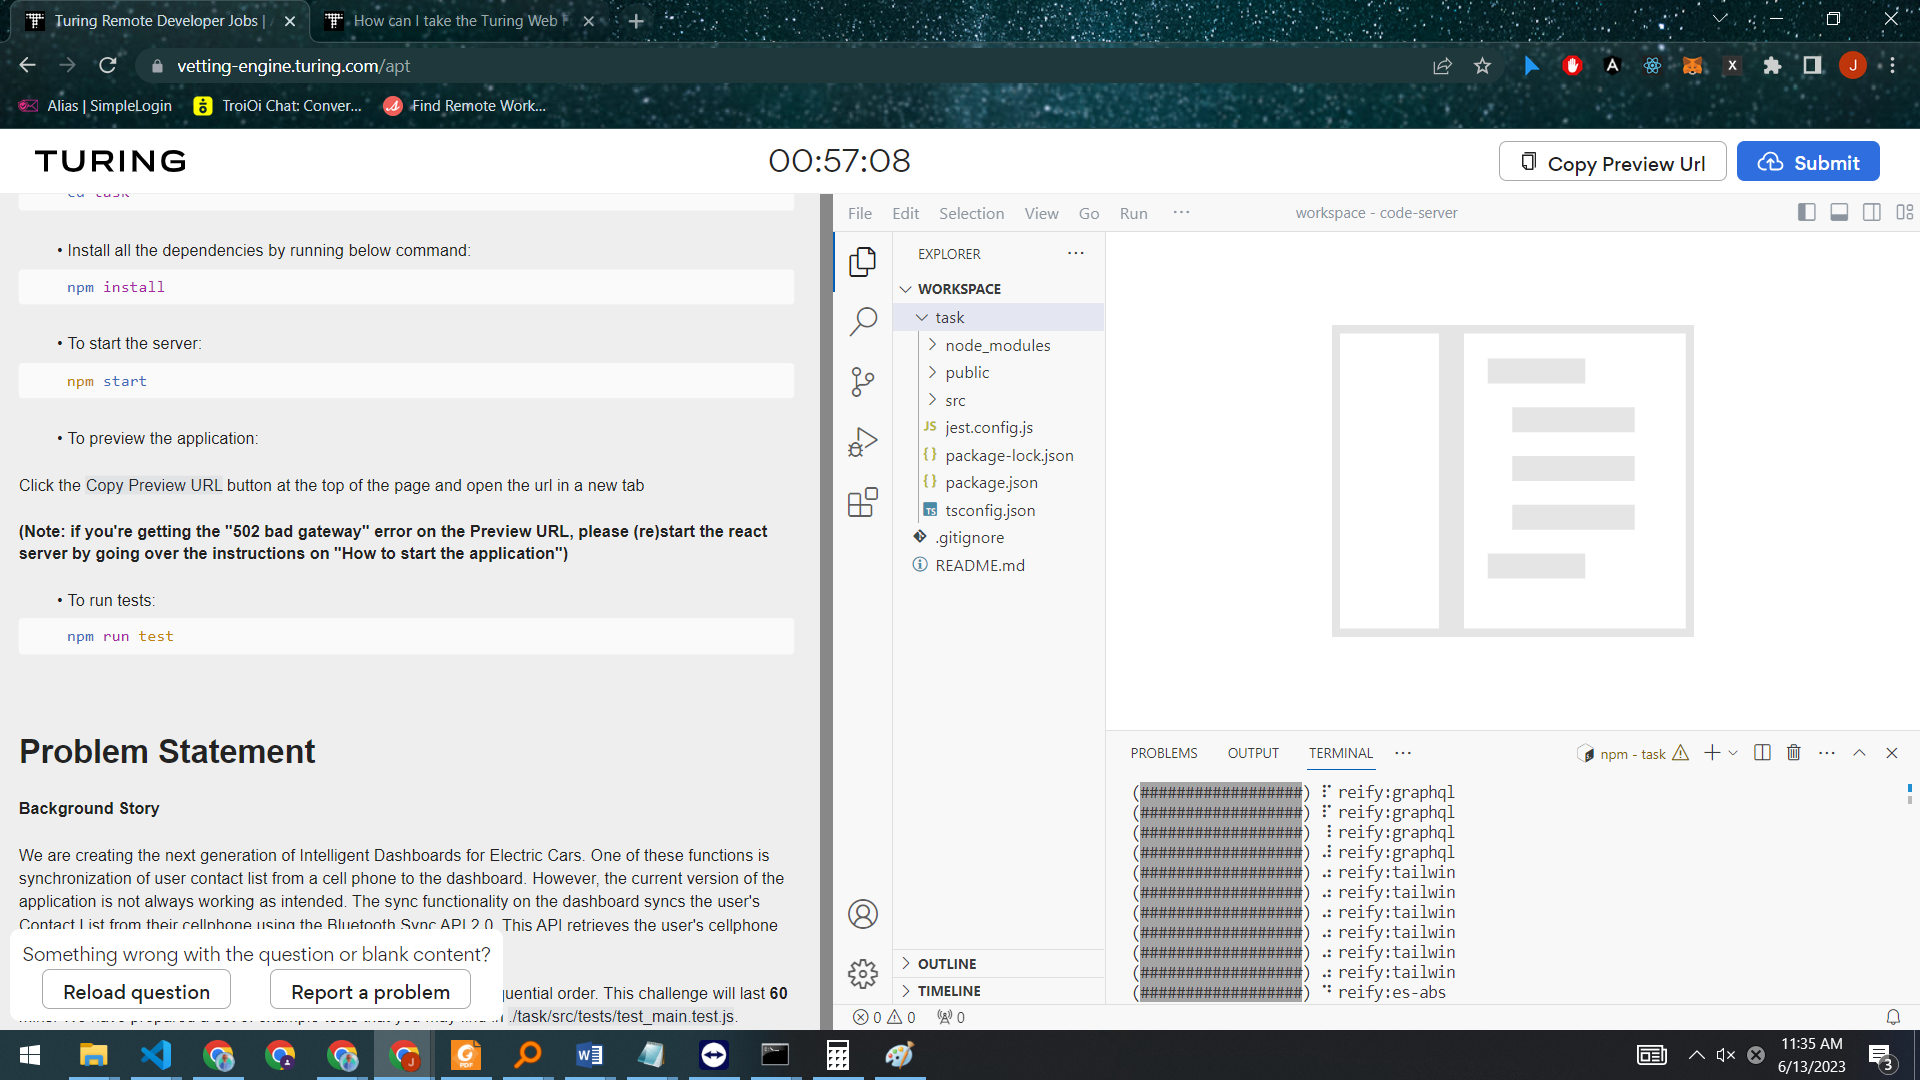 Turing Remote Developer Jobs |
How can I take the Turing Web
vetting-engine.turing.com/apt
Alias | SimpleLogin
TroiOi Chat: Conver...
Find Remote Work...
TURING
00:57:08
Copy Preview Url
Submit
cd task
• Install all the dependencies by running below command:
npm install
• To start the server:
npm start
• To preview the application:
Click the Copy Preview URL button at the top of the page and open the url in a new tab
(Note: if you're getting the "502 bad gateway" error on the Preview URL, please (re)start the react
server by going over the instructions on "How to start the application")
• To run tests:
npm run test
Problem Statement
Background Story
We are creating the next generation of Intelligent Dashboards for Electric Cars. One of these functions is
synchronization of user contact list from a cell phone to the dashboard. However, the current version of the
application is not always working as intended. The sync functionality on the dashboard syncs the user's
Contact List from their cellphone using the Bluetooth Sync API 2.0. This API retrieves the user's cellphone
Something wrong with the question or blank content?
Reload question
Report a problem
quential order. This challenge will last 60
./task/src/tests/test_main.test.js.
File Edit Selection View Go Run ···
workspace - code-server
EXPLORER
WORKSPACE
task
node_modules
public
src
JS jest.config.js
{} package-lock.json
{} package.json
TS tsconfig.json
.gitignore
README.md
OUTLINE
TIMELINE
PROBLEMS OUTPUT TERMINAL ···
npm - task
(##################) ⠏ reify:graphql
(##################) ⠏ reify:graphql
(##################) ⠸ reify:graphql
(##################) ⠼ reify:graphql
(##################) ⠴ reify:tailwin
(##################) ⠴ reify:tailwin
(##################) ⠴ reify:tailwin
(##################) ⠴ reify:tailwin
(##################) ⠴ reify:tailwin
(##################) ⠴ reify:tailwin
(##################) ⠙ reify:es-abs
0 0 0
11:35 AM
6/13/2023
3